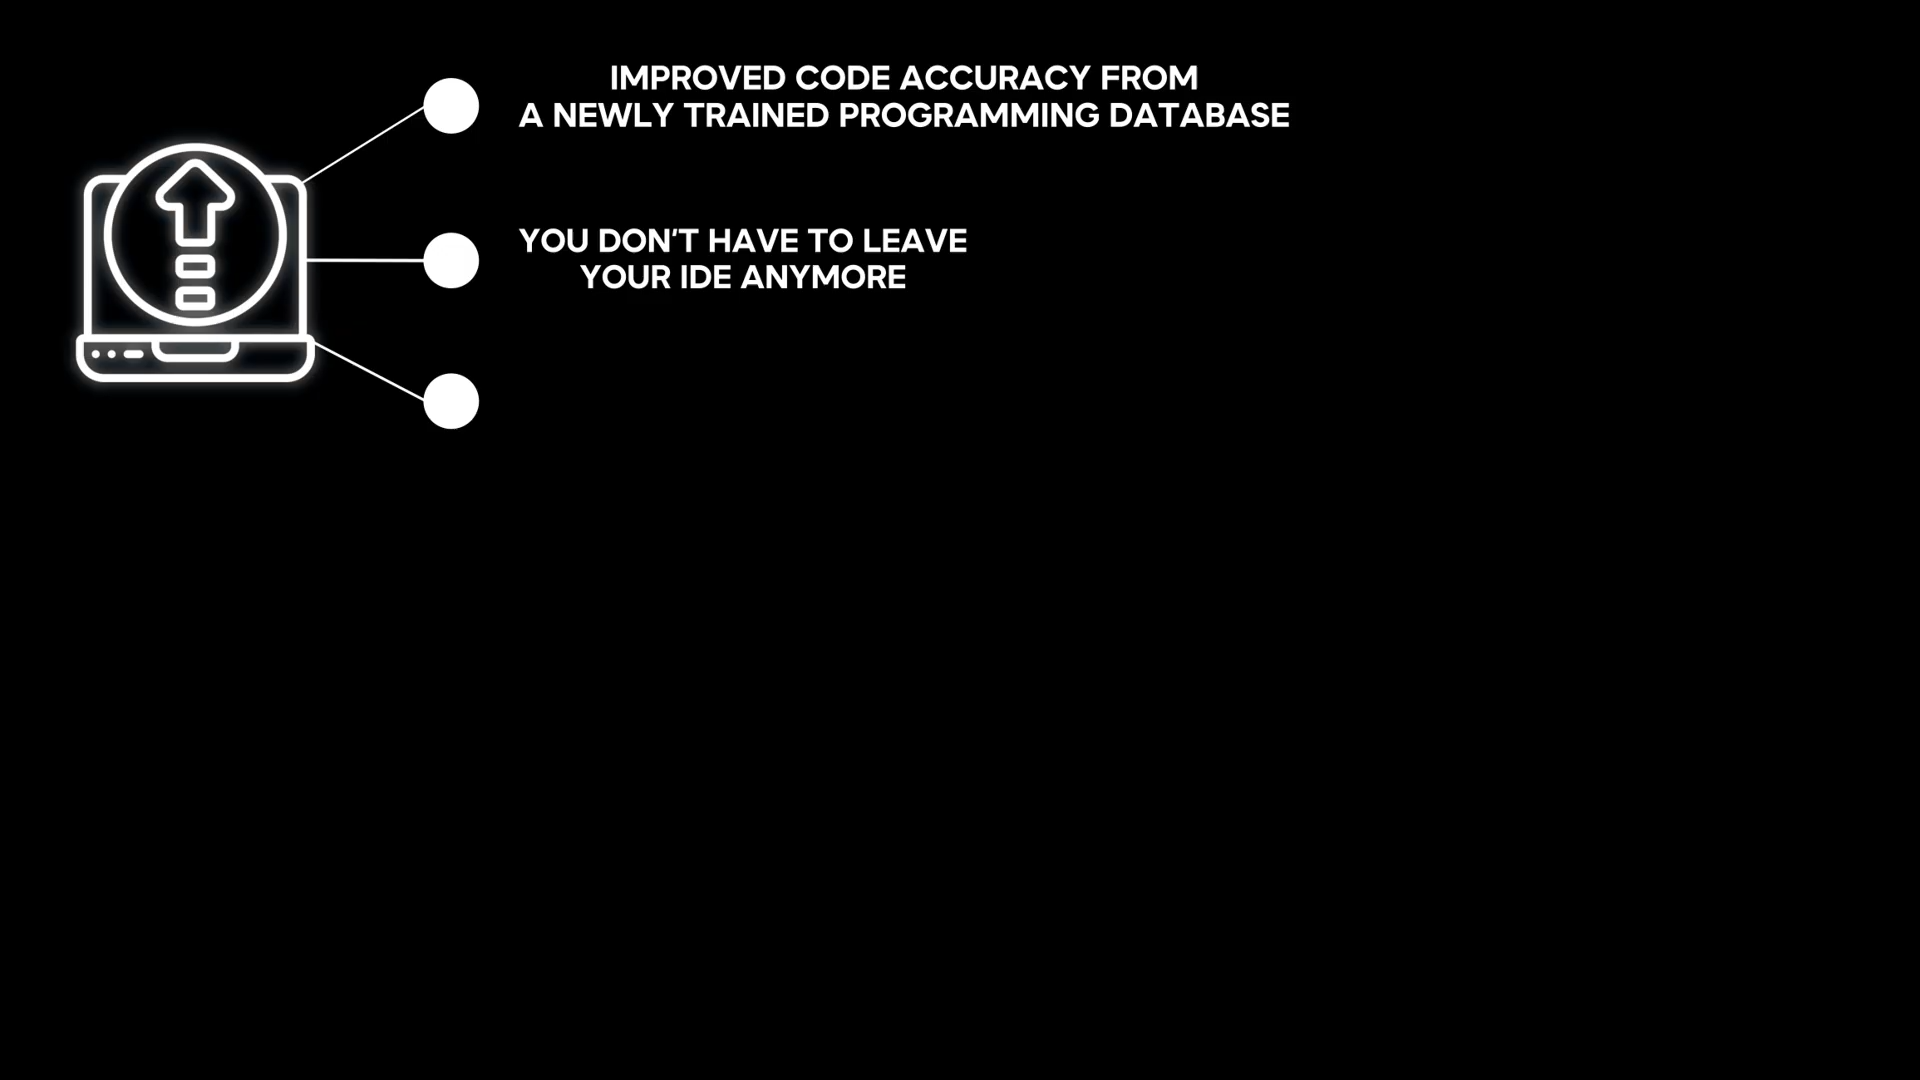 IMPROVED CODE ACCURACY FROM
A NEWLY TRAINED PROGRAMMING DATABASE
YOU DON'T HAVE TO LEAVE
YOUR IDE ANYMORE